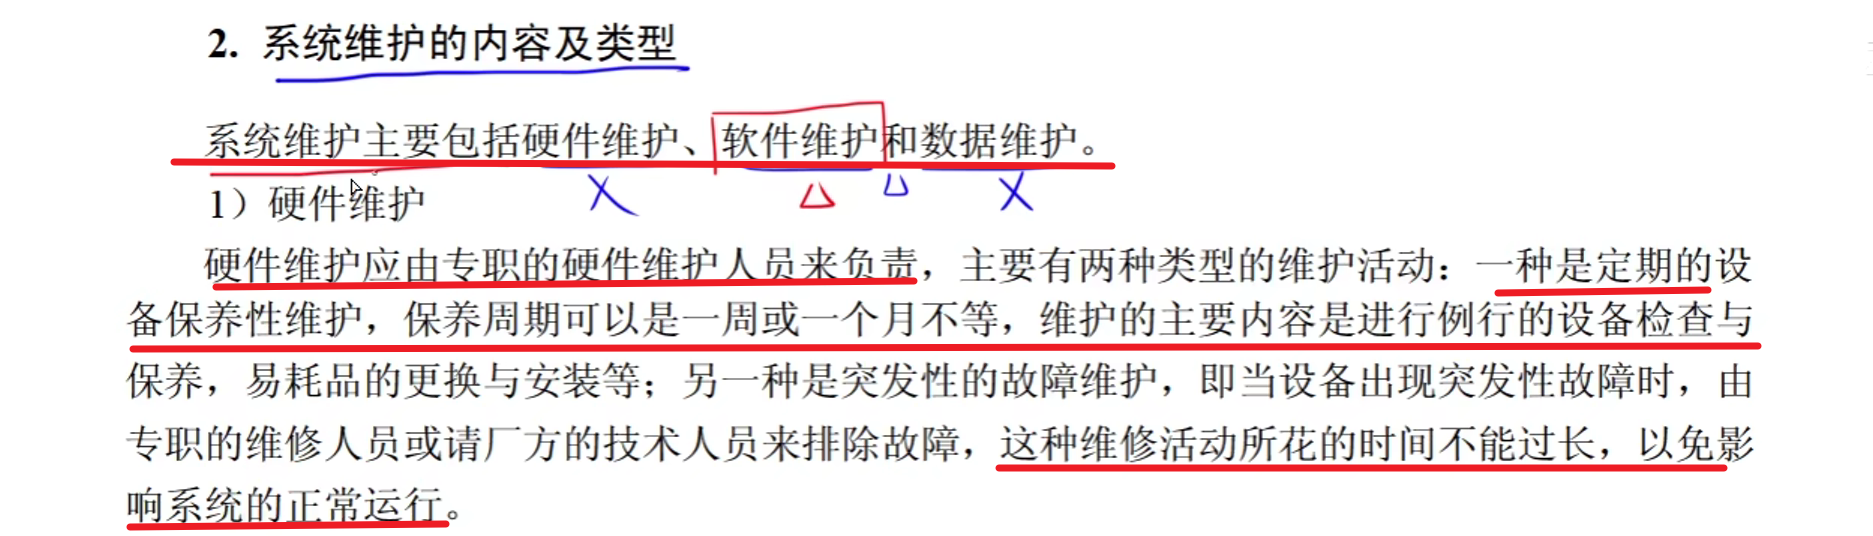 2. 系统维护的内容及类型
系统维护主要包括硬件维护、软件维护和数据维护。
1）硬件维护
硬件维护应由专职的硬件维护人员来负责，主要有两种类型的维护活动：一种是定期的设
备保养性维护，保养周期可以是一周或一个月不等，维护的主要内容是进行例行的设备检查与
保养，易耗品的更换与安装等；另一种是突发性的故障维护，即当设备出现突发性故障时，由
专职的维修人员或请厂方的技术人员来排除故障，这种维修活动所花的时间不能过长，以免影
响系统的正常运行。